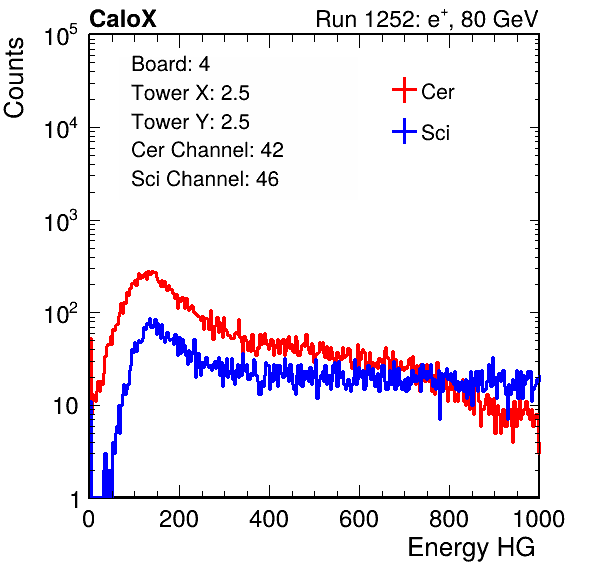 CaloX Run 1252: e⁺, 80 GeV
Counts
10⁵
10⁴
10³
10²
10
1
Board: 4
Tower X: 2.5
Tower Y: 2.5
Cer Channel: 42
Sci Channel: 46
Cer
Sci
0 200 400 600 800 1000
Energy HG